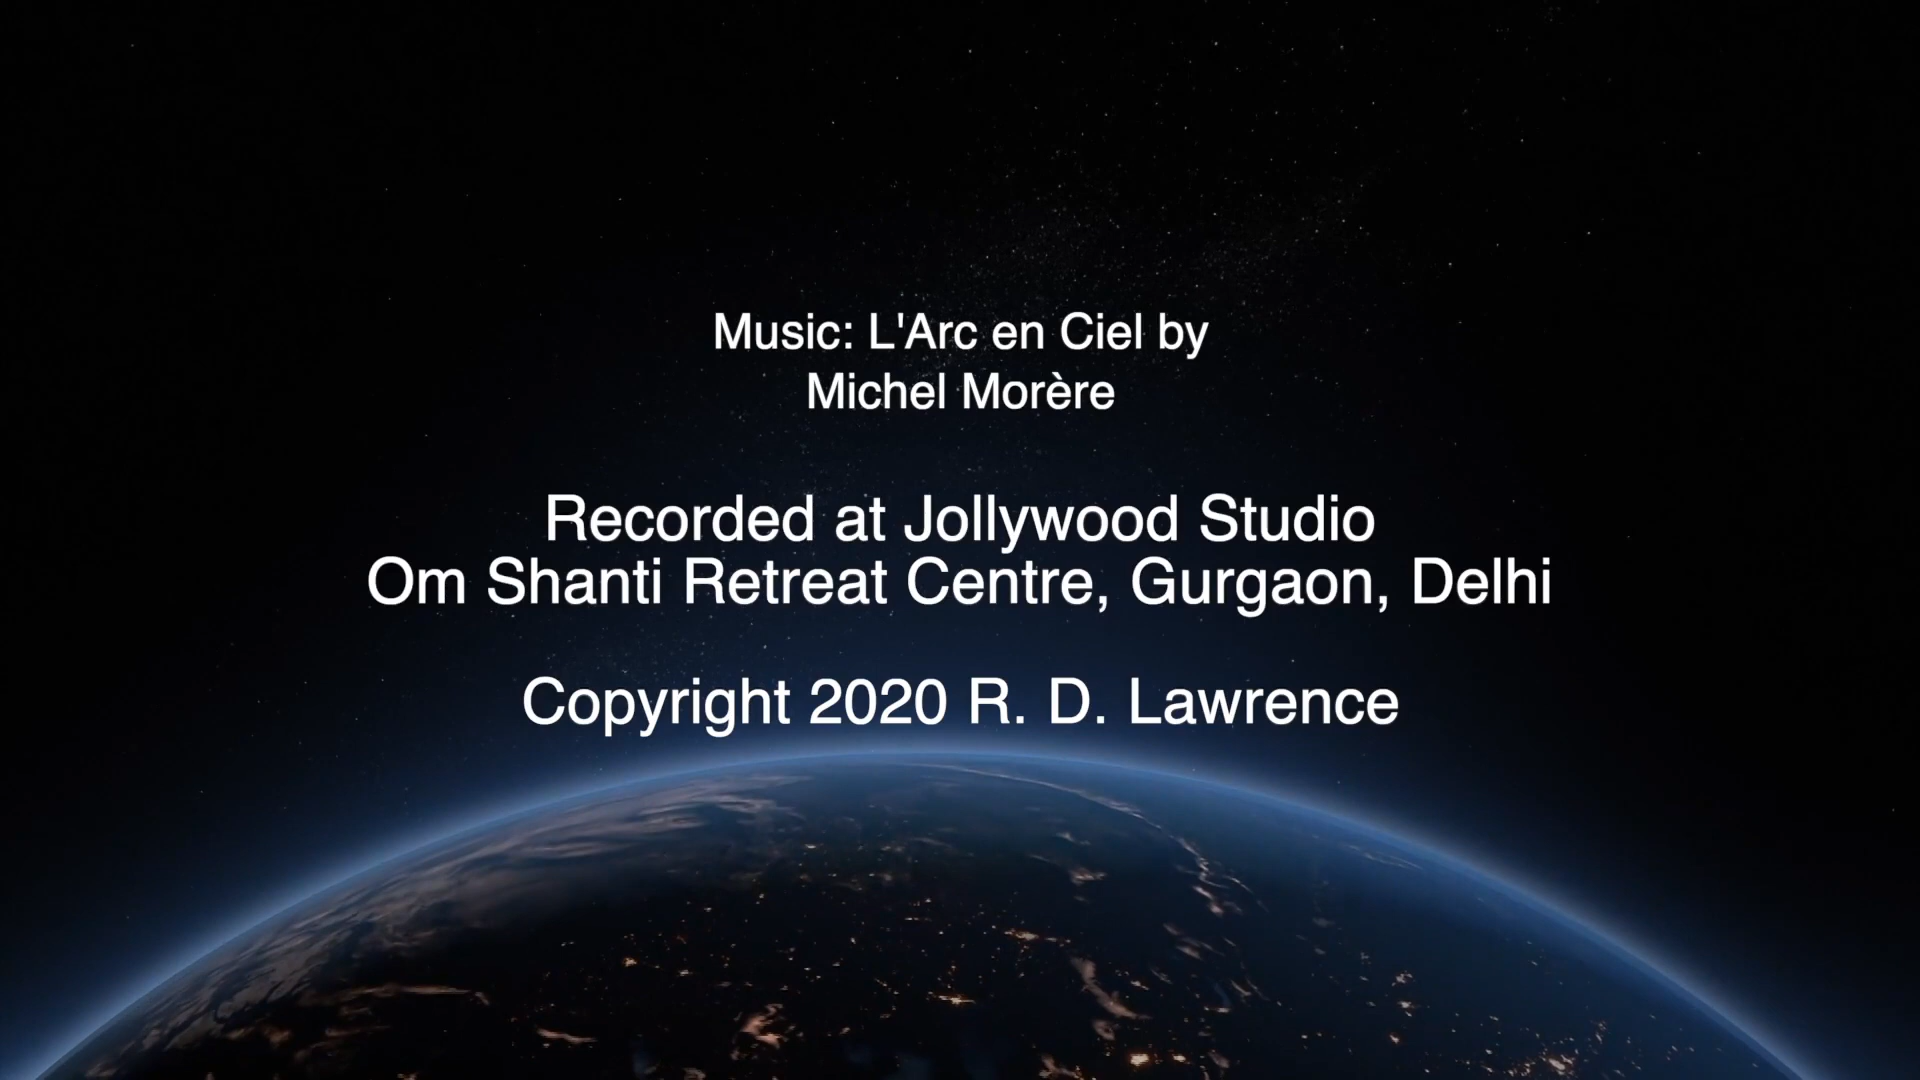 Music: L'Arc en Ciel by
Michel Morère
Recorded at Jollywood Studio
Om Shanti Retreat Centre, Gurgaon, Delhi
Copyright 2020 R. D. Lawrence